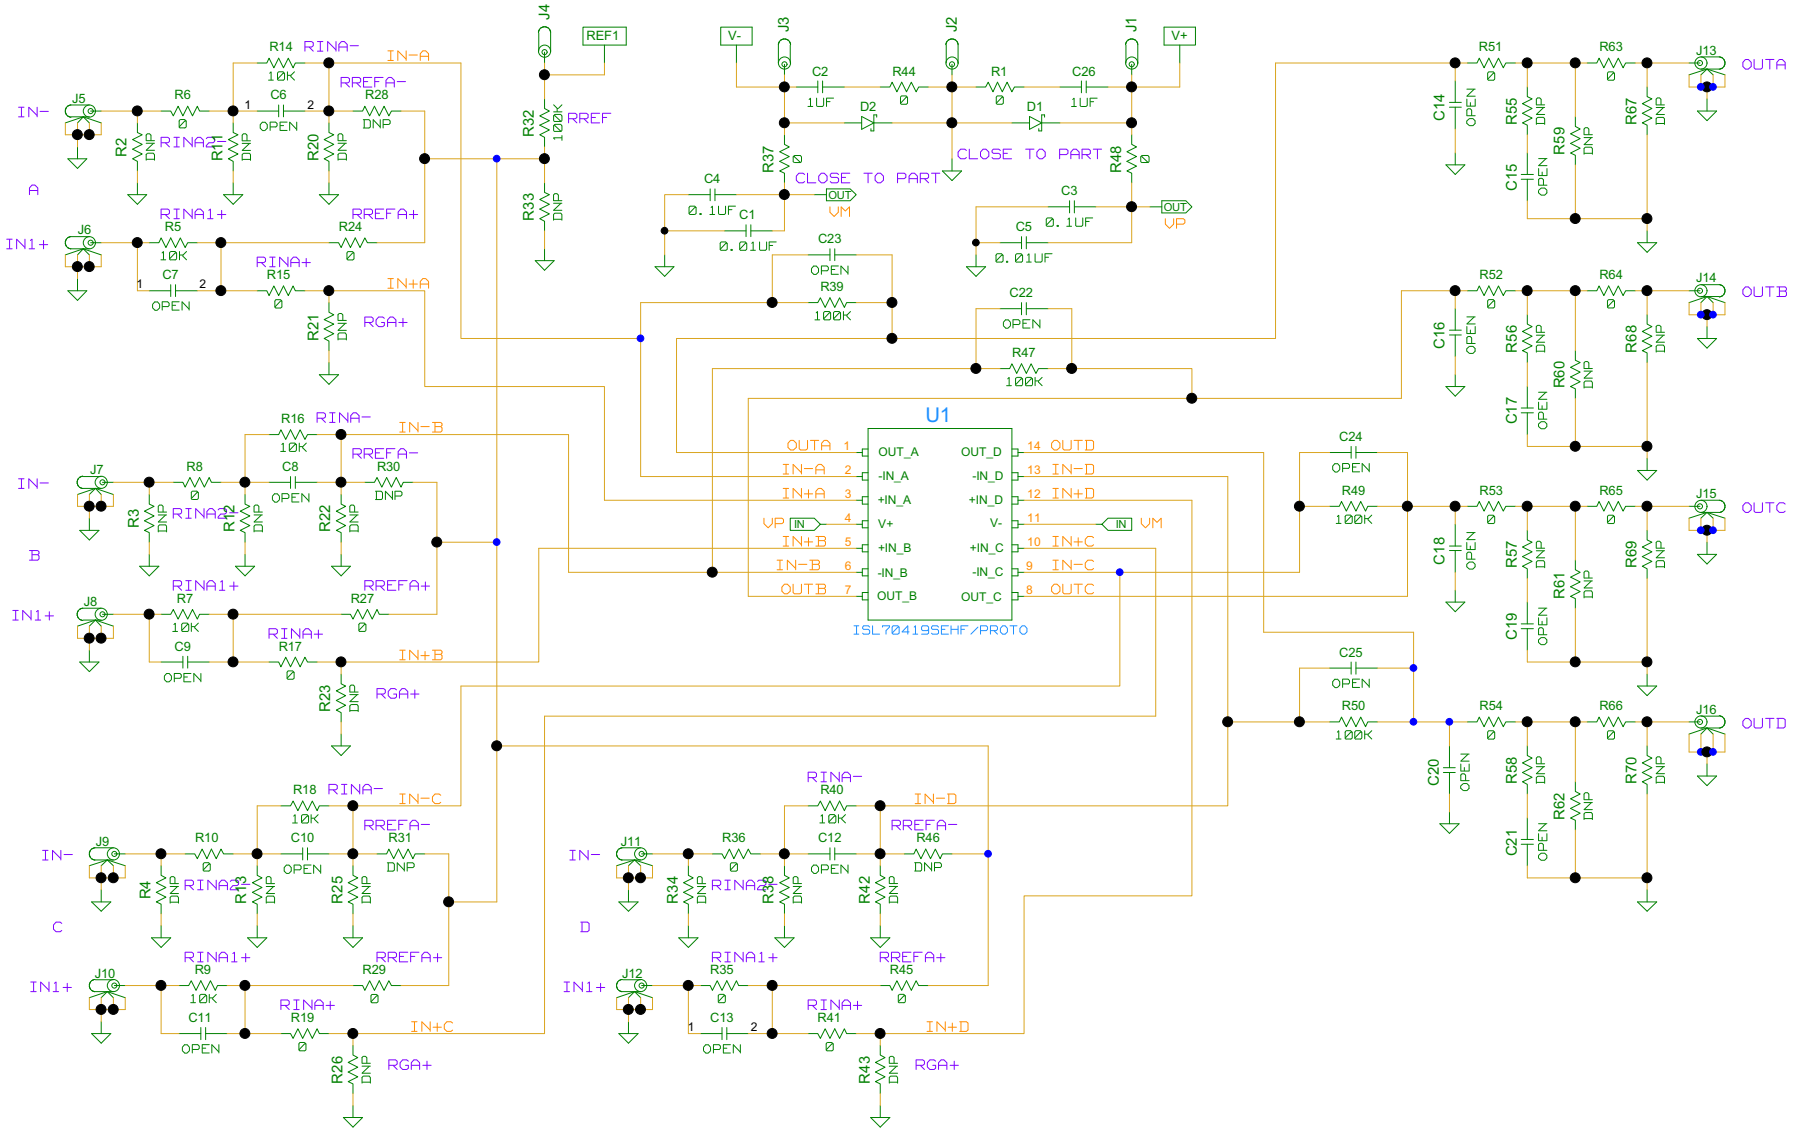 J4
REF1
R32
100K
RREF
R33
DNP
V-
J3
J2
J1
V+
C2
1UF
R44
0
R1
0
C26
1UF
D2
D1
R37
0
CLOSE TO PART
CLOSE TO PART
R48
0
C4
0.1UF
OUT
VM
C1
0.01UF
C3
0.1UF
OUT
VP
C5
0.01UF
C23
OPEN
R39
100K
C22
OPEN
R47
100K
R14
RINA-
IN-A
10K
RREFA-
IN-
J5
R6
0
1
C6
2
OPEN
R28
DNP
R2
DNP
RINA2-
R11
DNP
R20
DNP
A
IN1+
J6
RINA1+
R5
10K
RREFA+
R24
0
1
C7
2
OPEN
RINA+
R15
0
IN+A
R21
DNP
RGA+
R16
RINA-
IN-B
10K
RREFA-
IN-
J7
R8
0
C8
OPEN
R30
DNP
R3
DNP
RINA2-
R12
DNP
R22
DNP
B
IN1+
J8
RINA1+
R7
10K
RREFA+
R27
0
C9
OPEN
RINA+
R17
0
IN+B
R23
DNP
RGA+
R18
RINA-
IN-C
10K
RREFA-
IN-
J9
R10
0
C10
OPEN
R31
DNP
R4
DNP
RINA2-
R13
DNP
R25
DNP
C
IN1+
J10
RINA1+
R9
10K
RREFA+
R29
0
C11
OPEN
RINA+
R19
0
IN+C
R26
DNP
RGA+
RINA-
R40
IN-D
10K
RREFA-
IN-
J11
R36
0
C12
OPEN
R46
DNP
R34
DNP
RINA2-
R38
DNP
R42
DNP
D
IN1+
J12
RINA1+
R35
0
RREFA+
R45
0
1
C13
2
OPEN
RINA+
R41
0
IN+D
R43
DNP
RGA+
U1
OUTA 1 OUT_A OUT_D 14 OUTD
IN-A 2 -IN_A -IN_D 13 IN-D
IN+A 3 +IN_A +IN_D 12 IN+D
VP IN 4 V+ V- 11 IN VM
IN+B 5 +IN_B +IN_C 10 IN+C
IN-B 6 -IN_B -IN_C 9 IN-C
OUTB 7 OUT_B OUT_C 8 OUTC
ISL70419SEHF/PROTO
C24
OPEN
R49
100K
C25
OPEN
R50
100K
R51
0
R63
0
J13
OUTA
C14
OPEN
R55
DNP
R59
DNP
R67
DNP
C15
OPEN
R52
0
R64
0
J14
OUTB
C16
OPEN
R56
DNP
R60
DNP
R68
DNP
C17
OPEN
R53
0
R65
0
J15
OUTC
C18
OPEN
R57
DNP
R61
DNP
R69
DNP
C19
OPEN
R54
0
R66
0
J16
OUTD
C20
OPEN
R58
DNP
R62
DNP
R70
DNP
C21
OPEN